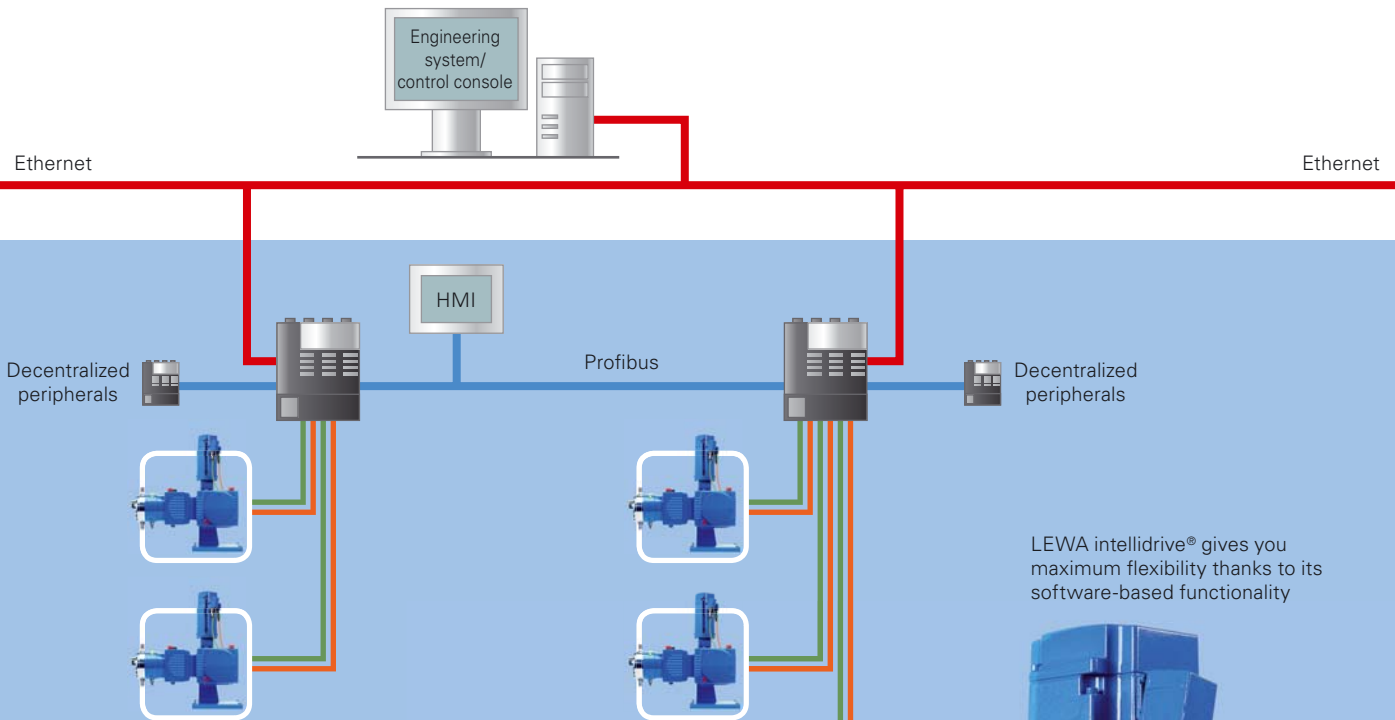 Engineering
system/
control console
Ethernet
Ethernet
HMI
Profibus
Decentralized
peripherals
Decentralized
peripherals
LEWA intellidrive® gives you
maximum flexibility thanks to its
software-based functionality